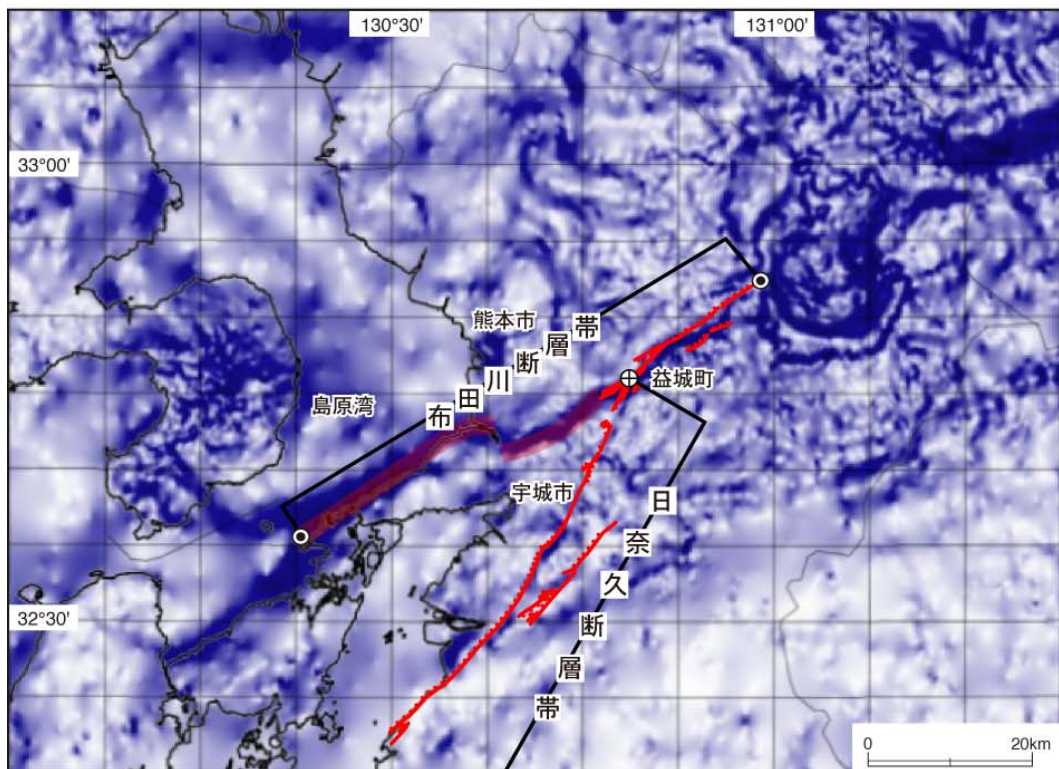 130°30'
131°00'
33°00'
熊本市
島原湾
布田川断層帯
益城町
宇城市
日奈久断層帯
32°30'
0
20km